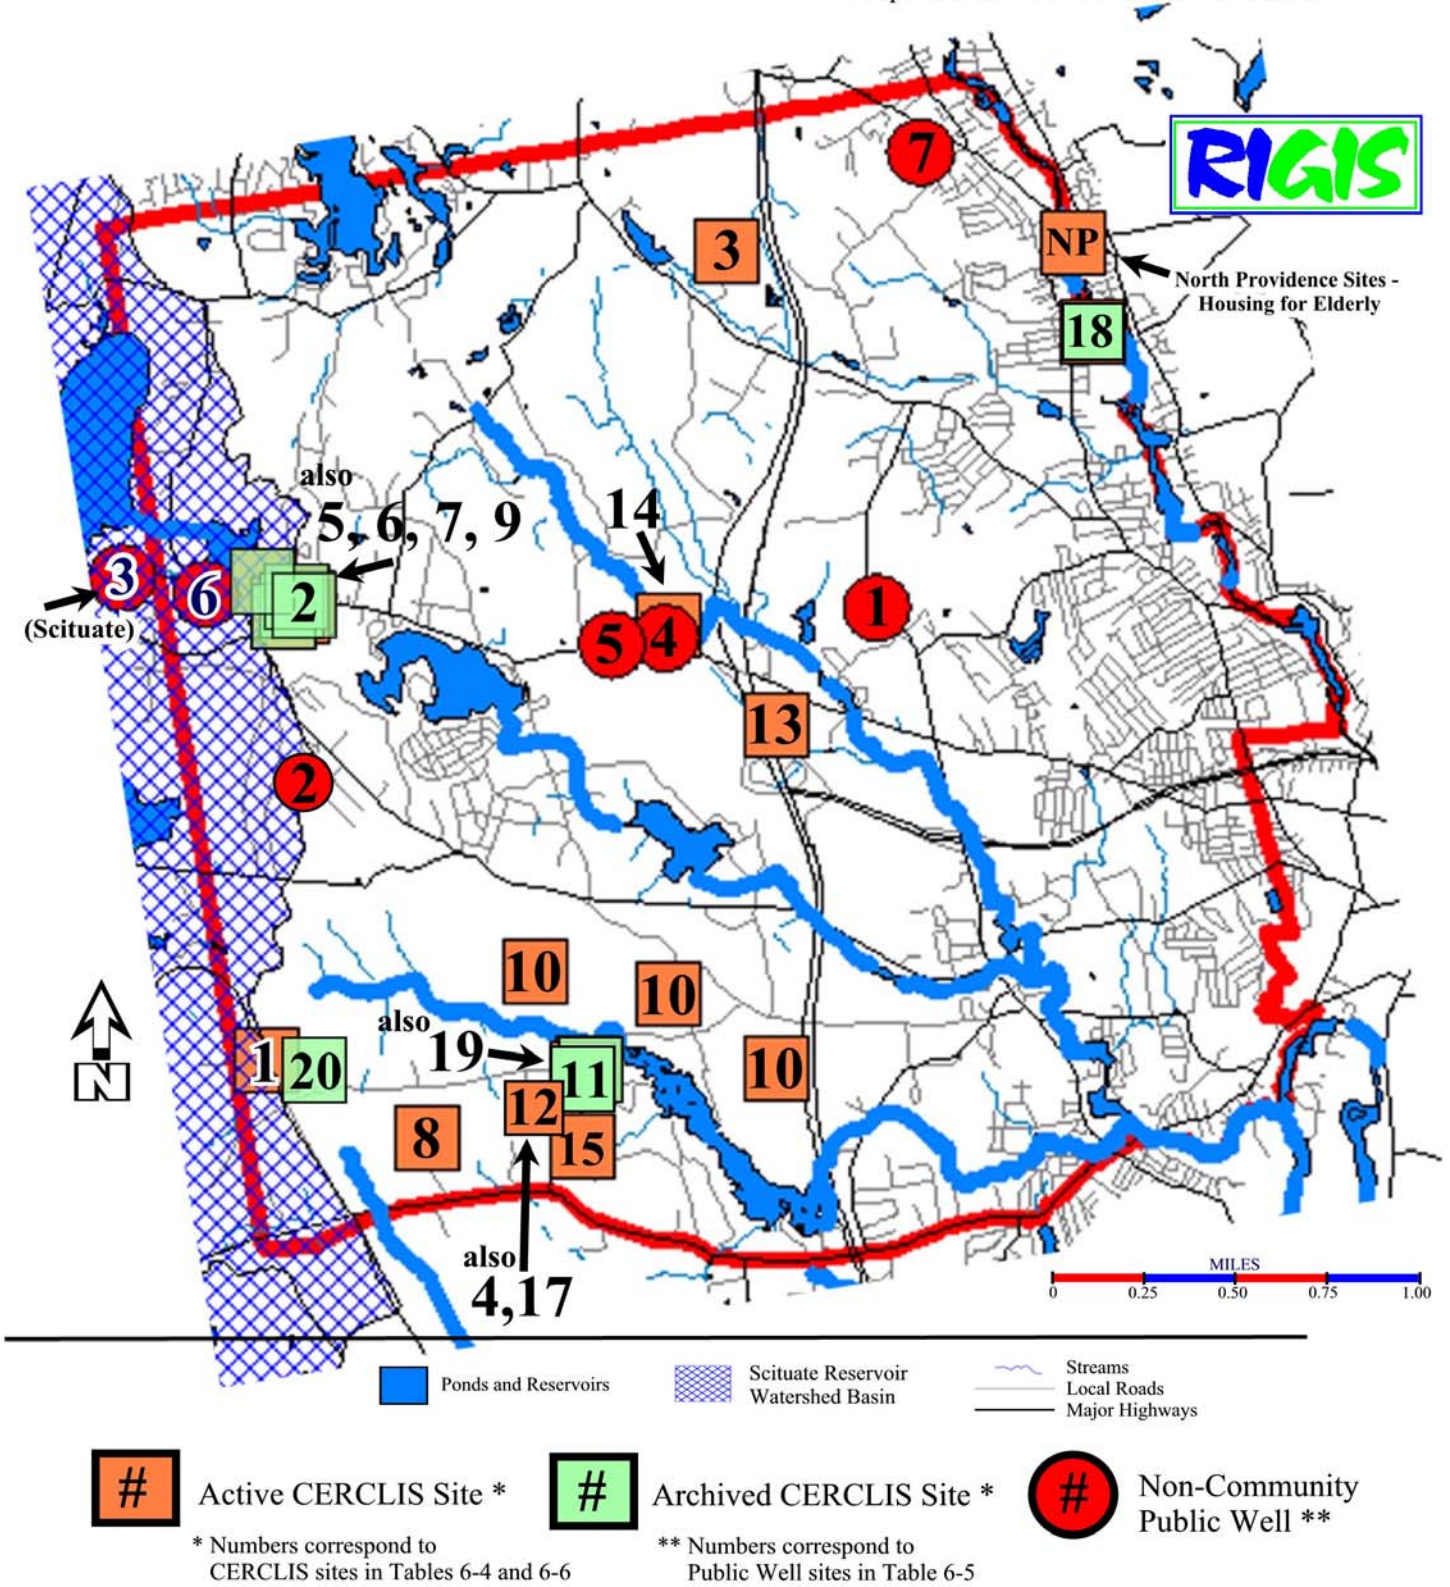 RIGIS
7
3
NP
North Providence Sites -
Housing for Elderly
18
also
5, 6, 7, 9
14
3
6
2
1
(Scituate)
5
4
13
2
10
10
also
19
1
20
11
10
12
8
15
N
also
4,17
MILES
0 0.25 0.50 0.75 1.00
Ponds and Reservoirs
Scituate Reservoir
Watershed Basin
Streams
Local Roads
Major Highways
# Active CERCLIS Site *
* Numbers correspond to
CERCLIS sites in Tables 6-4 and 6-6
# Archived CERCLIS Site *
** Numbers correspond to
Public Well sites in Table 6-5
# Non-Community
Public Well **